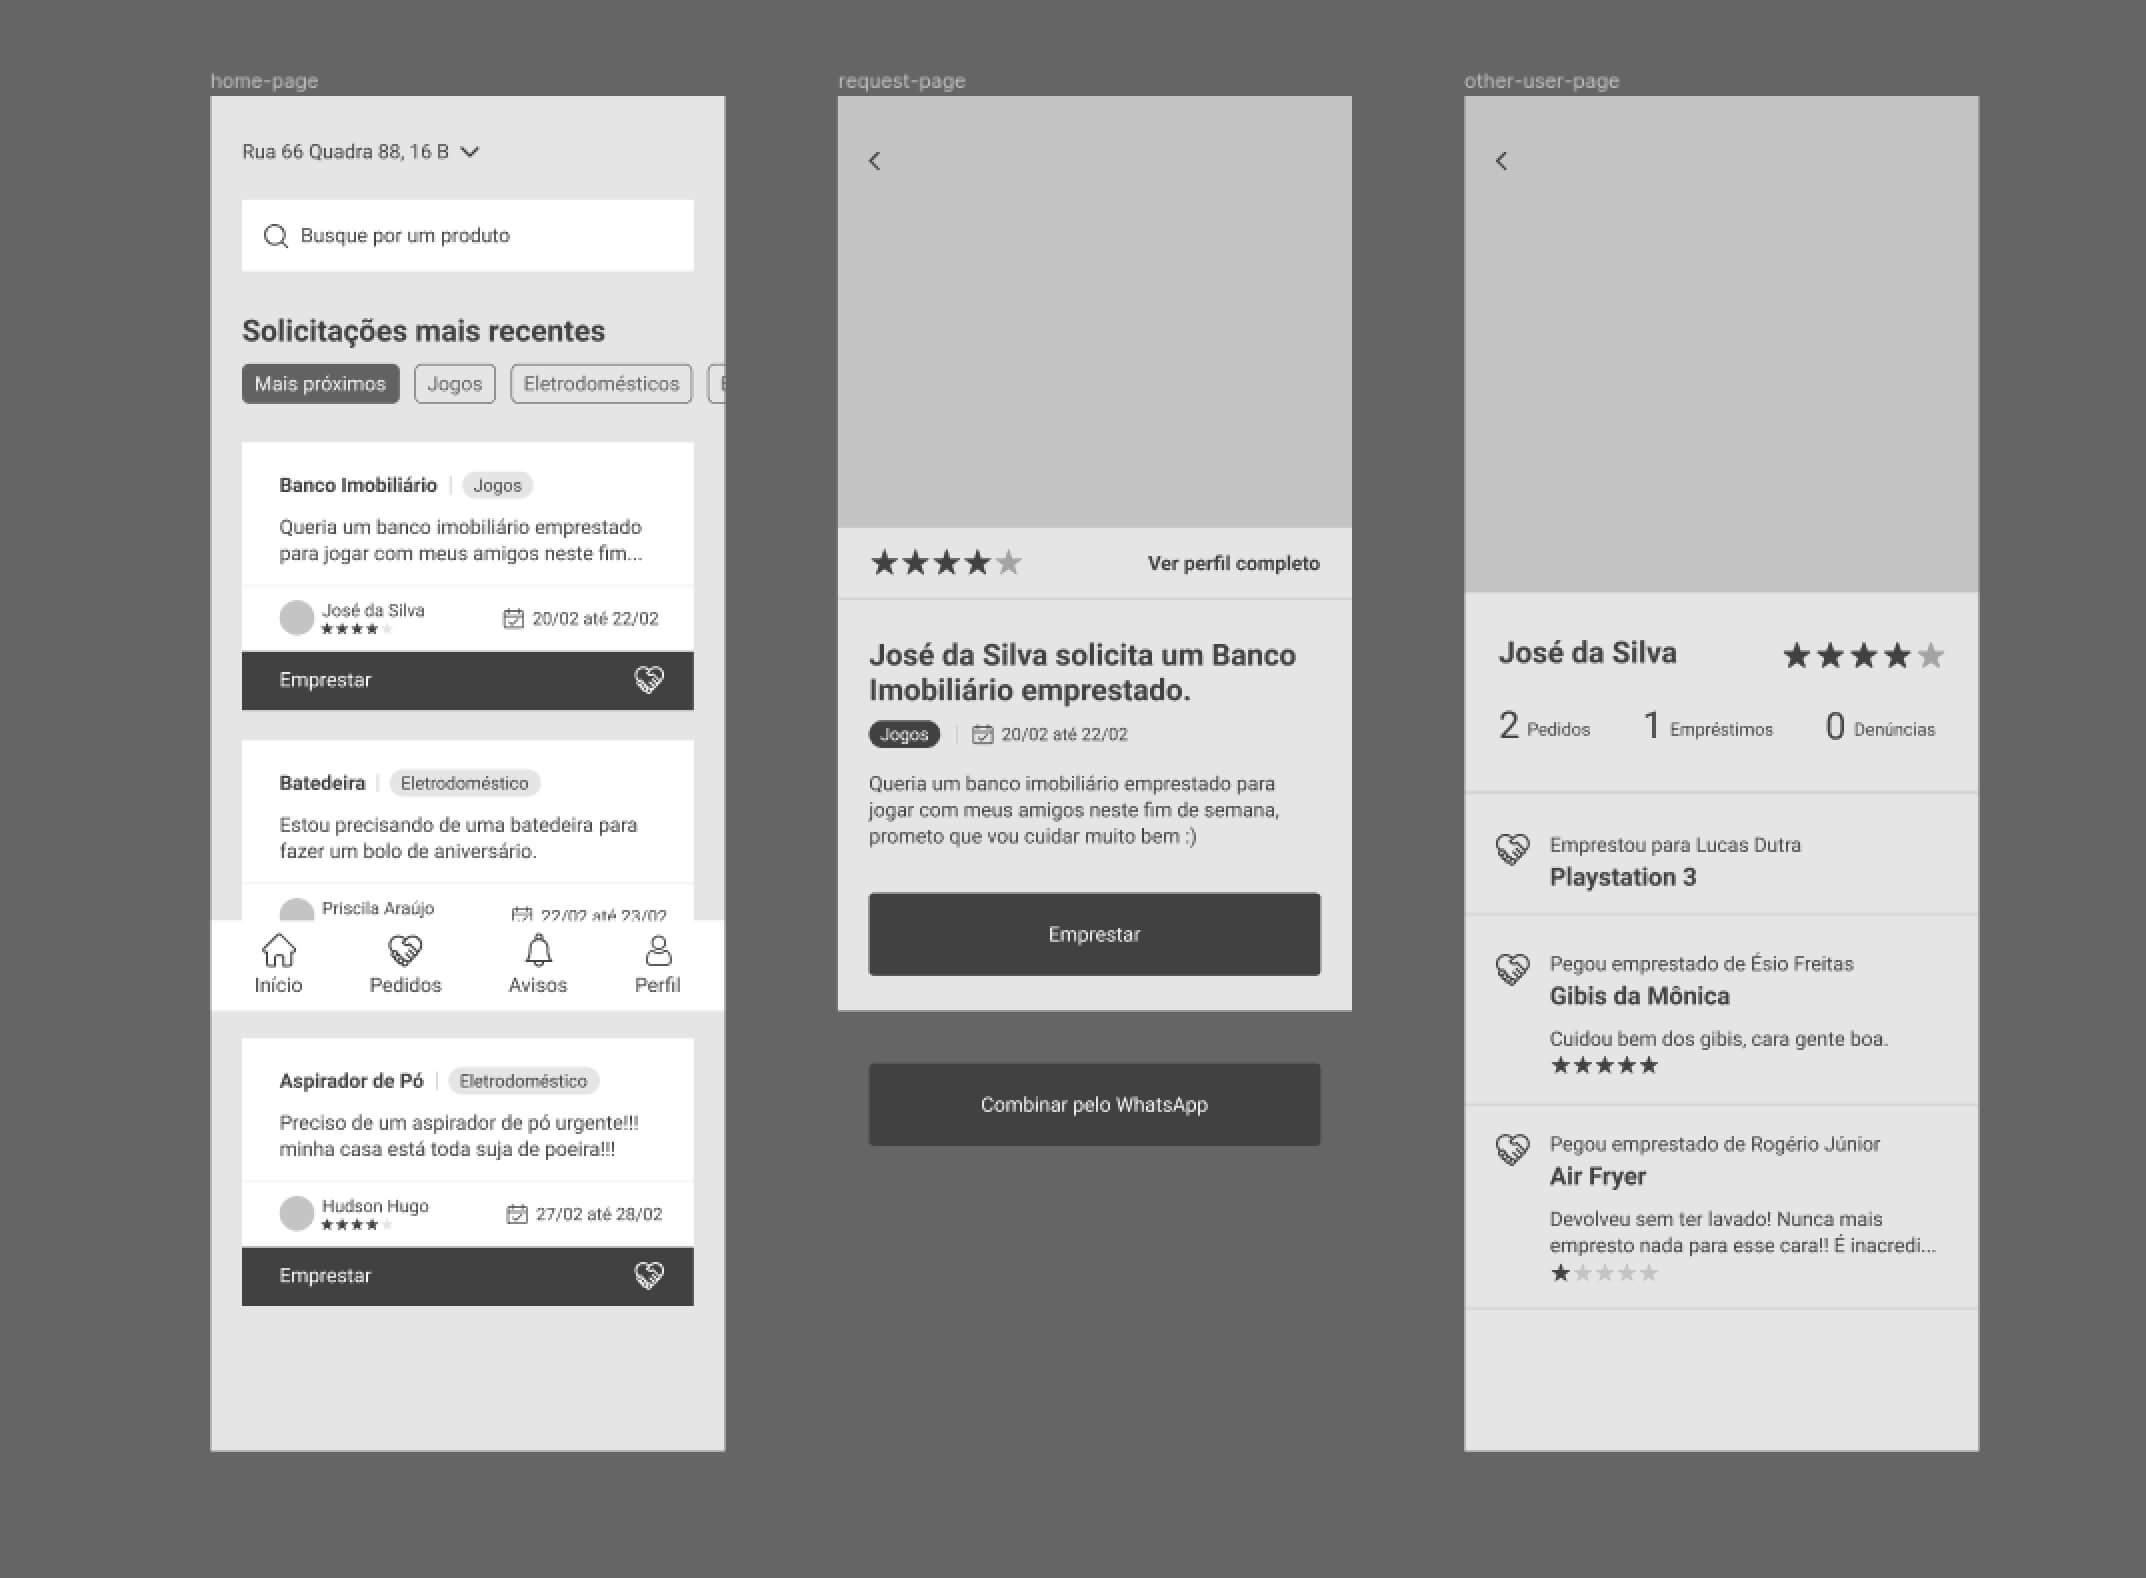 home-page
Rua 66 Quadra 88, 16 B
Busque por um produto
Solicitações mais recentes
Mais próximos
Jogos
Eletrodomésticos
Banco Imobiliário
Jogos
Queria um banco imobiliário emprestado
para jogar com meus amigos neste fim...
José da Silva
20/02 até 22/02
Emprestar
Batedeira
Eletrodoméstico
Estou precisando de uma batedeira para
fazer um bolo de aniversário.
Priscila Araújo
22/02 até 23/02
Início
Pedidos
Avisos
Perfil
Aspirador de Pó
Eletrodoméstico
Preciso de um aspirador de pó urgente!!!
minha casa está toda suja de poeira!!!
Hudson Hugo
27/02 até 28/02
Emprestar
request-page
Ver perfil completo
José da Silva solicita um Banco
Imobiliário emprestado.
Jogos
20/02 até 22/02
Queria um banco imobiliário emprestado para
jogar com meus amigos neste fim de semana,
prometo que vou cuidar muito bem :)
Emprestar
Combinar pelo WhatsApp
other-user-page
José da Silva
2 Pedidos
1 Empréstimos
0 Denúncias
Emprestou para Lucas Dutra
Playstation 3
Pegou emprestado de Ésio Freitas
Gibis da Mônica
Cuidou bem dos gibis, cara gente boa.
Pegou emprestado de Rogério Júnior
Air Fryer
Devolveu sem ter lavado! Nunca mais
empresto nada para esse cara!! É inacredi...